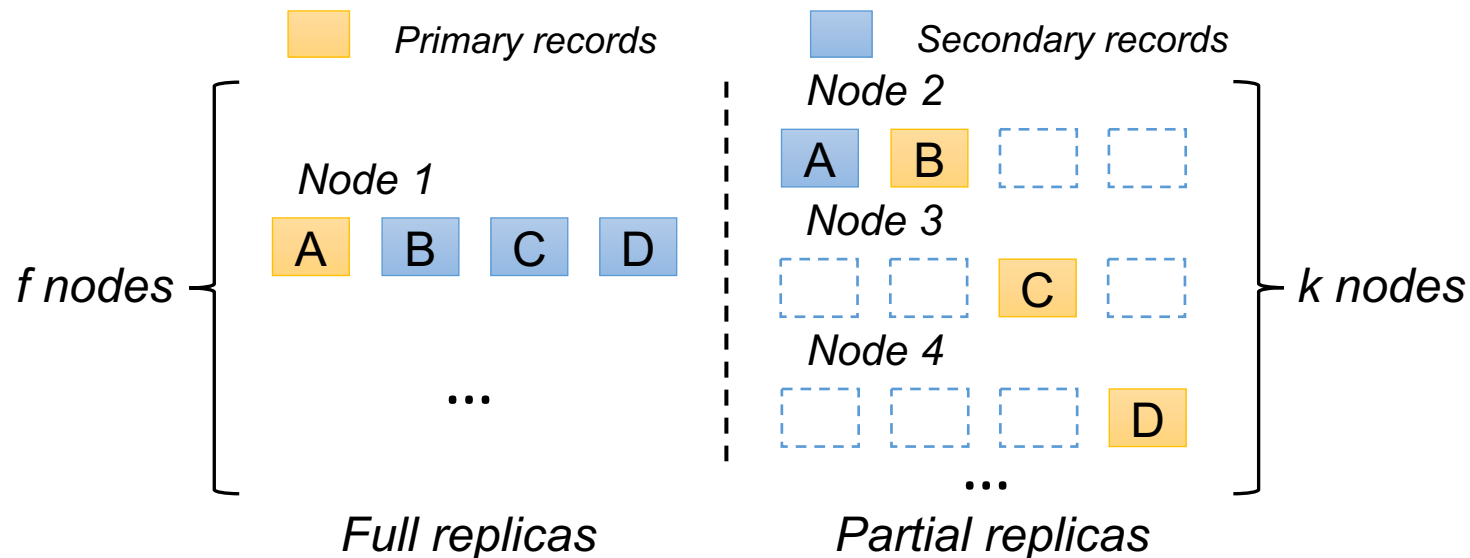 Primary records
Secondary records
Node 2
A B
Node 1
Node 3
A B C D
f nodes
C
k nodes
Node 4
...
D
...
Full replicas
Partial replicas